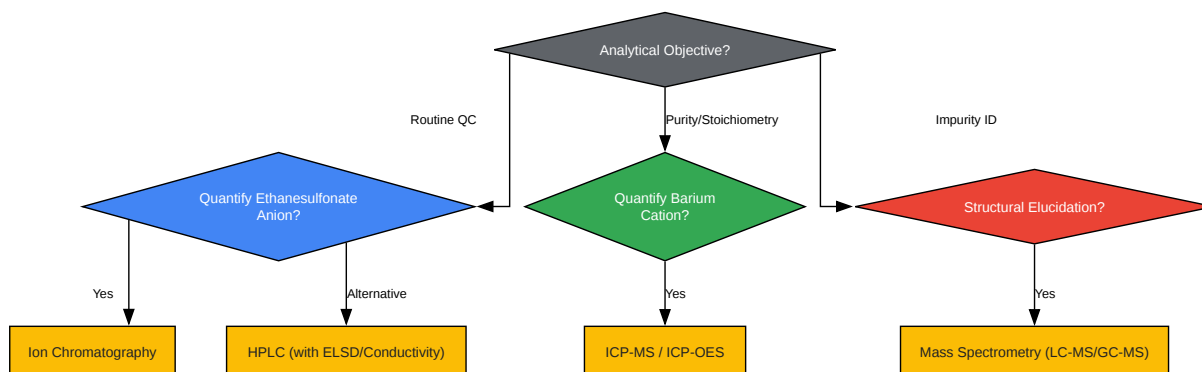 Analytical Objective?
Routine QC
Purity/Stoichiometry
Impurity ID
Quantify Ethanesulfonate
Anion?
Quantify Barium
Cation?
Structural Elucidation?
Yes
Alternative
Yes
Yes
Ion Chromatography
HPLC (with ELSD/Conductivity)
ICP-MS / ICP-OES
Mass Spectrometry (LC-MS/GC-MS)